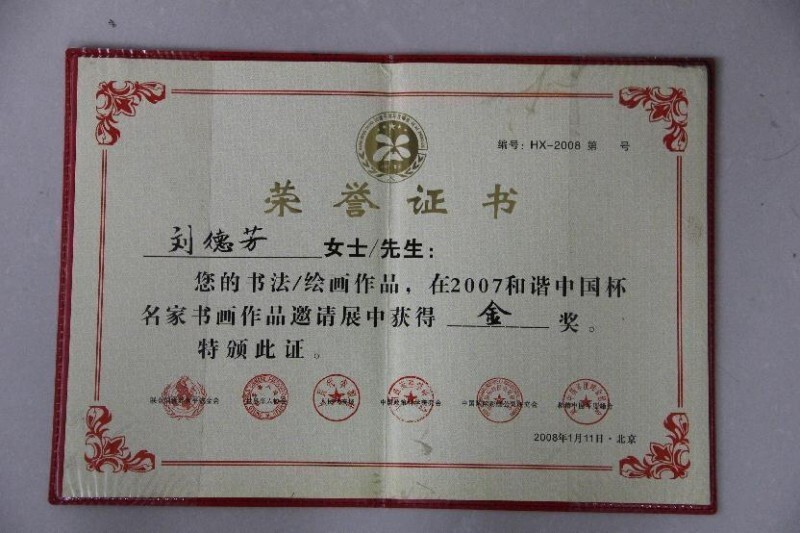 编号：HX-2008 第 号
荣誉证书
刘德芳 女士/先生：
您的书法/绘画作品，在2007和谐中国杯
名家书画作品邀请展中获得 金 奖。
特颁此证。
2008年1月11日·北京